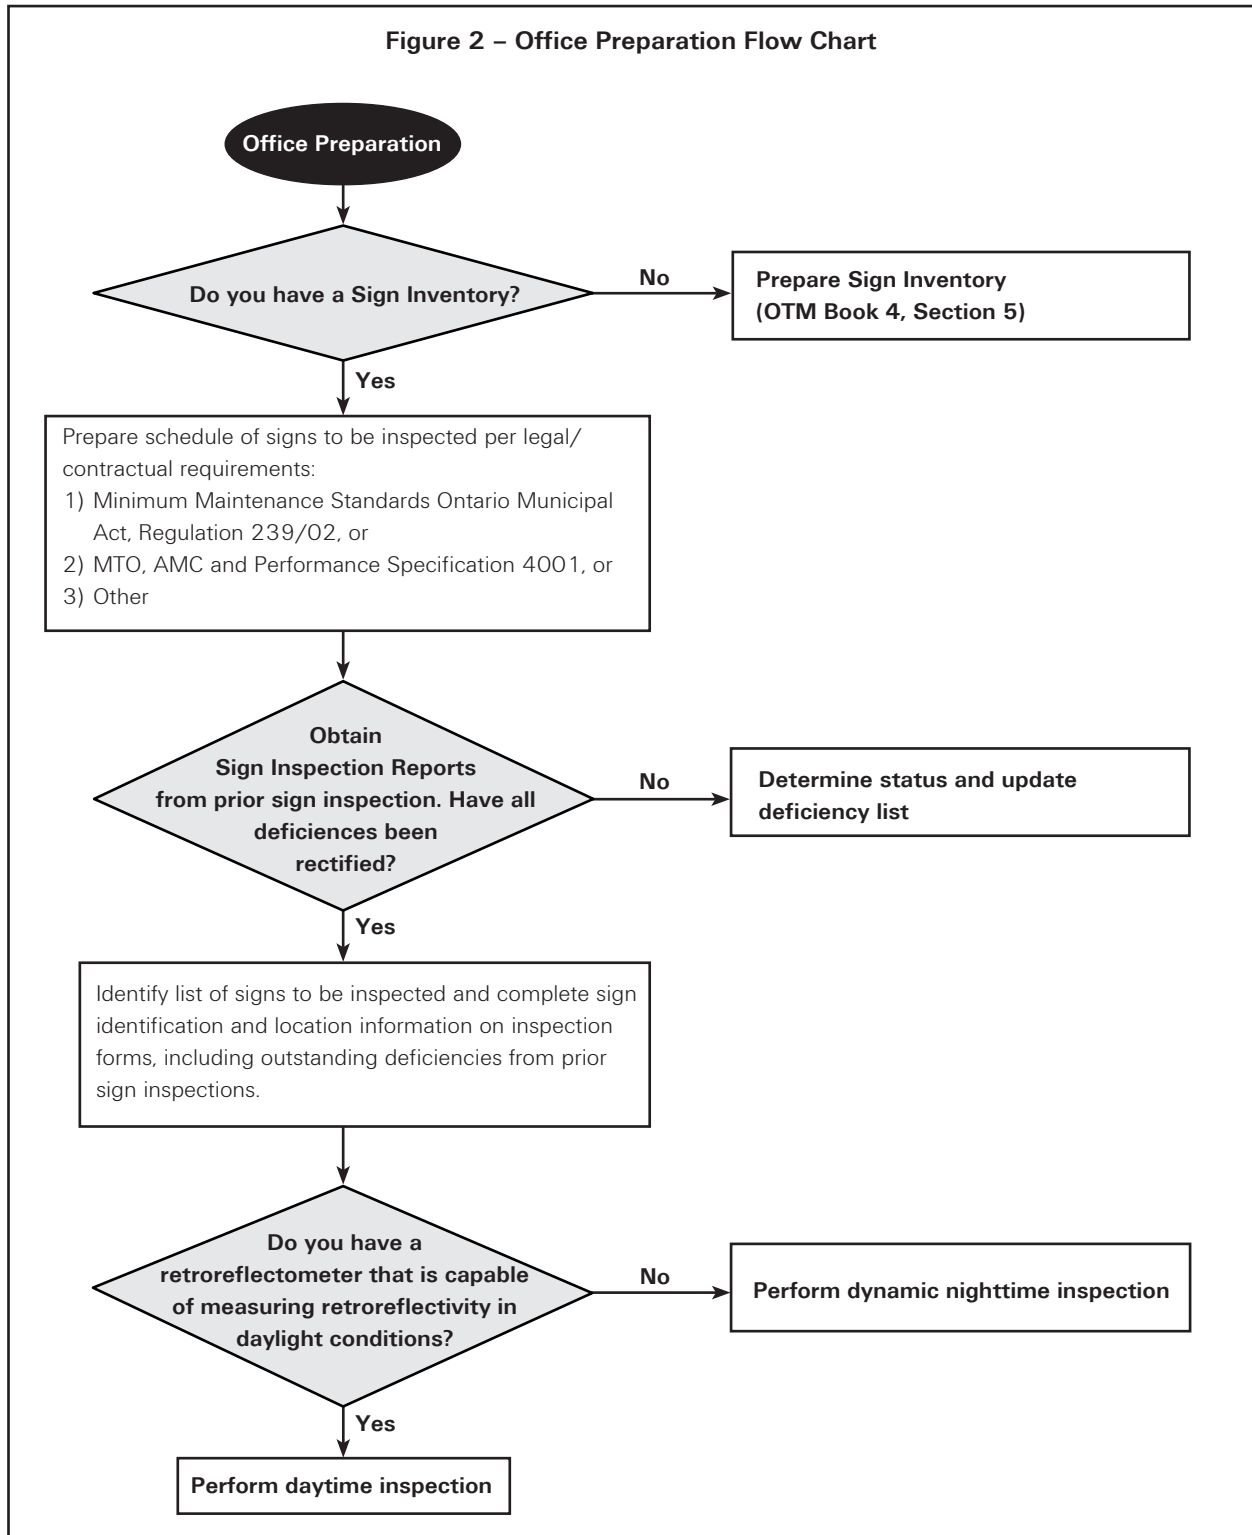 Figure 2 – Office Preparation Flow Chart
Office Preparation
Do you have a Sign Inventory?
No
Prepare Sign Inventory
(OTM Book 4, Section 5)
Yes
Prepare schedule of signs to be inspected per legal/
contractual requirements:
1) Minimum Maintenance Standards Ontario Municipal
Act, Regulation 239/02, or
2) MTO, AMC and Performance Specification 4001, or
3) Other
Obtain
Sign Inspection Reports
from prior sign inspection. Have all
deficiences been
rectified?
No
Determine status and update
deficiency list
Yes
Identify list of signs to be inspected and complete sign
identification and location information on inspection
forms, including outstanding deficiencies from prior
sign inspections.
Do you have a
retroreflectometer that is capable
of measuring retroreflectivity in
daylight conditions?
No
Perform dynamic nighttime inspection
Yes
Perform daytime inspection